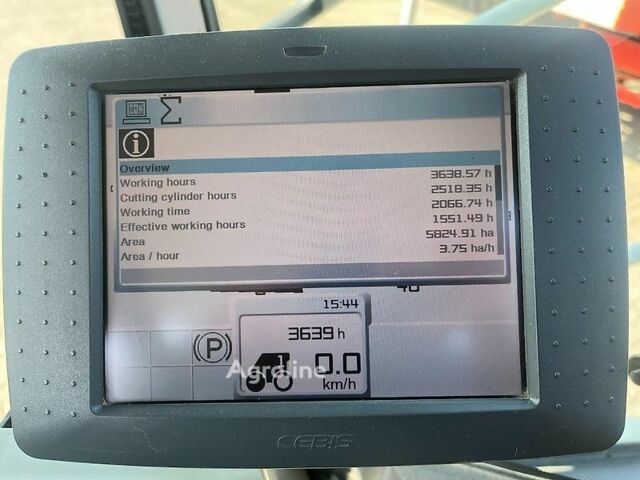 Overview
Working hours 3638.57 h
Cutting cylinder hours 2518.35 h
Working time 2066.74 h
Effective working hours 1551.49 h
Area 5824.91 ha
Area / hour 3.75 ha/h
15:44
3639 h
(P)
0.0
km/h
Agroline
CEBIS